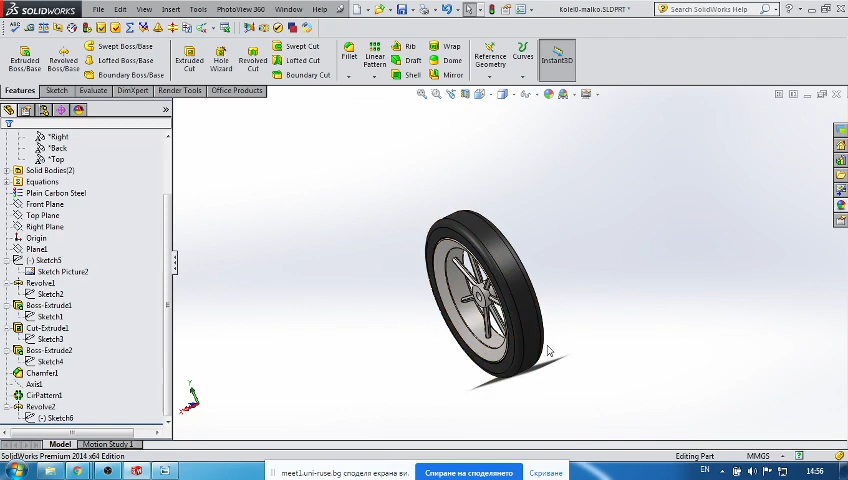 SOLIDWORKS File Edit View Insert Tools PhotoView 360 Window Help Kolel0-malko.SLDPRT * Search SolidWorks Help
Extruded Boss/Base
Revolved Boss/Base
Swept Boss/Base
Lofted Boss/Base
Boundary Boss/Base
Extruded Cut
Hole Wizard
Revolved Cut
Swept Cut
Lofted Cut
Boundary Cut
Fillet
Linear Pattern
Rib
Draft
Shell
Wrap
Dome
Mirror
Reference Geometry
Curves
Instant3D
Features Sketch Evaluate DimXpert Render Tools Office Products
*Right
*Back
*Top
Solid Bodies(2)
Equations
Plain Carbon Steel
Front Plane
Top Plane
Right Plane
Origin
Plane1
(-) Sketch5
Sketch Picture2
Revolve1
Sketch2
Boss-Extrude1
Sketch1
Cut-Extrude1
Sketch3
Boss-Extrude2
Sketch4
Chamfer1
Axis1
CirPattern1
Revolve2
(-) Sketch6
Y
X
Model Motion Study 1
SolidWorks Premium 2014 x64 Edition Editing Part MMGS
meet1.uni-ruse.bg споделя екрана ви. Спиране на споделянето Скриване EN 14:56